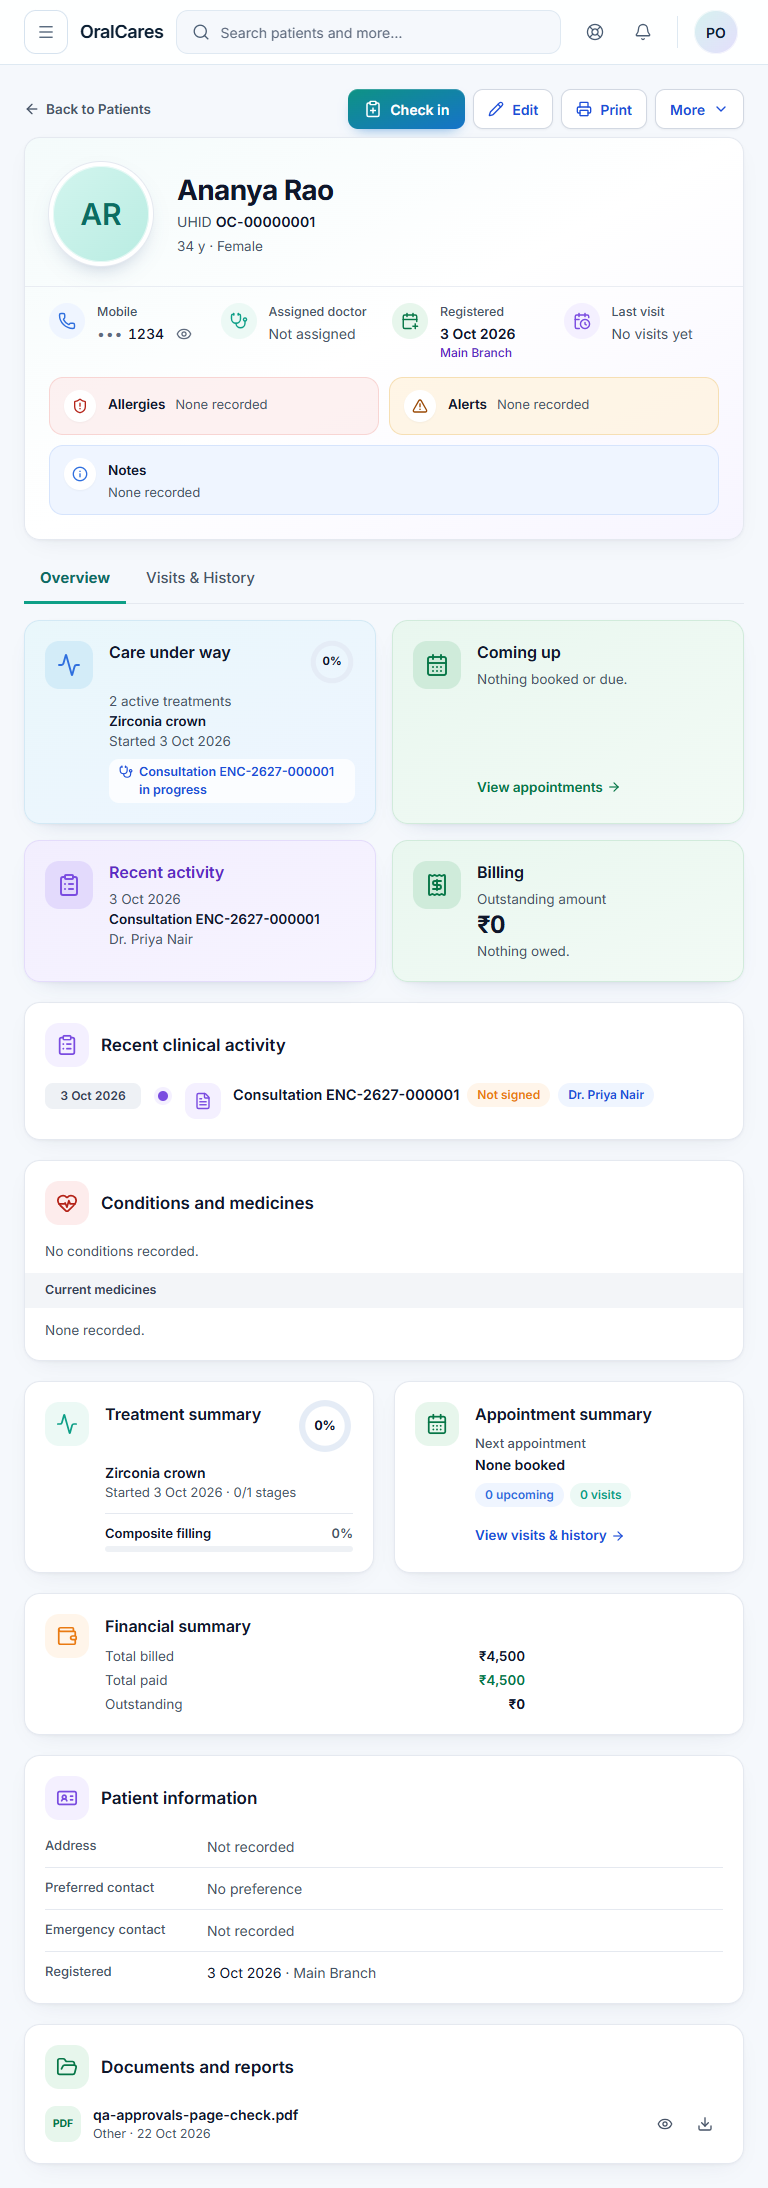 OralCares
Search patients and more...
PO
Back to Patients
Check in
Edit
Print
More
AR
Ananya Rao
UHID OC-00000001
34 y · Female
Mobile
••• 1234
Assigned doctor
Not assigned
Registered
3 Oct 2026
Main Branch
Last visit
No visits yet
Allergies None recorded
Alerts None recorded
Notes
None recorded
Overview
Visits & History
Care under way
0%
2 active treatments
Zirconia crown
Started 3 Oct 2026
Consultation ENC-2627-000001
in progress
Coming up
Nothing booked or due.
View appointments →
Recent activity
3 Oct 2026
Consultation ENC-2627-000001
Dr. Priya Nair
Billing
Outstanding amount
₹0
Nothing owed.
Recent clinical activity
3 Oct 2026
Consultation ENC-2627-000001
Not signed
Dr. Priya Nair
Conditions and medicines
No conditions recorded.
Current medicines
None recorded.
Treatment summary
0%
Zirconia crown
Started 3 Oct 2026 · 0/1 stages
Composite filling 0%
Appointment summary
Next appointment
None booked
0 upcoming
0 visits
View visits & history →
Financial summary
Total billed ₹4,500
Total paid ₹4,500
Outstanding ₹0
Patient information
Address Not recorded
Preferred contact No preference
Emergency contact Not recorded
Registered 3 Oct 2026 · Main Branch
Documents and reports
PDF
qa-approvals-page-check.pdf
Other · 22 Oct 2026